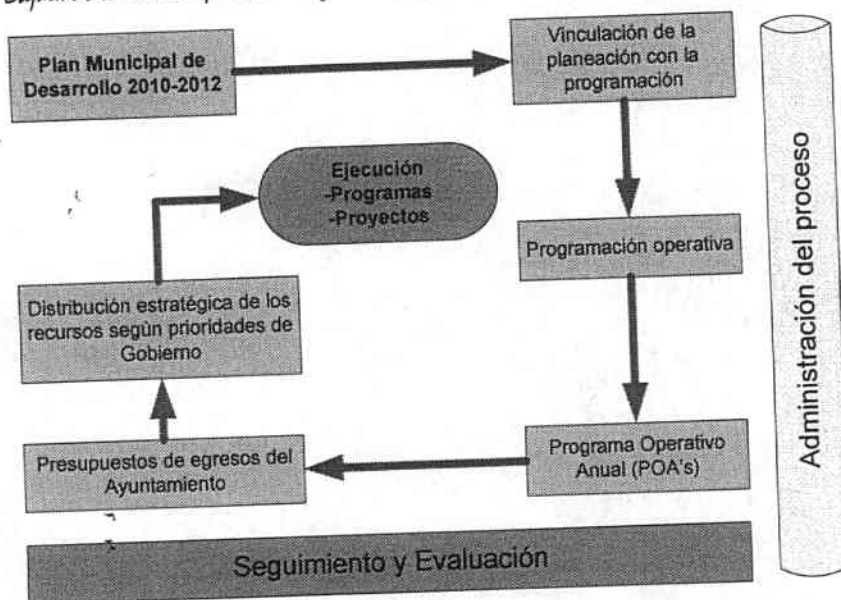 Plan Municipal de
Desarrollo 2010-2012
Vinculación de la
planeación con la
programación
Ejecución
-Programas
-Proyectos
Programación operativa
Distribución estratégica de los
recursos según prioridades de
Gobierno
Programa Operativo
Anual (POA's)
Presupuestos de egresos del
Ayuntamiento
Seguimiento y Evaluación
Administración del proceso